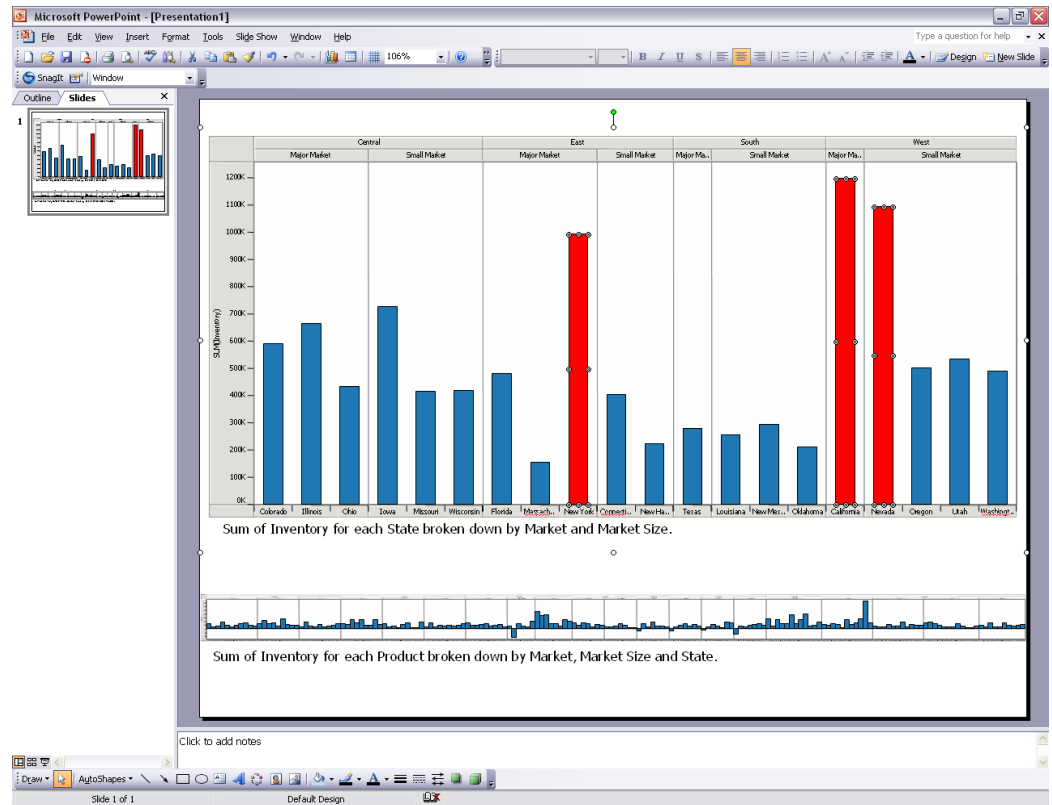 Microsoft PowerPoint - [Presentation1]
File Edit View Insert Format Tools Slide Show Window Help Type a question for help
106% B I U S A A A Design New Slide
SnagIt Window
Outline Slides
1
Central East South West
Major Market Small Market Major Market Small Market Major Ma.. Small Market Major Ma.. Small Market
SUM(Inventory)
1200K
1100K
1000K
900K
800K
700K
600K
500K
400K
300K
200K
100K
0K
Colorado Illinois Ohio Iowa Missouri Wisconsin Florida Massach.. New York Connecti.. New Ha.. Texas Louisiana New Mex.. Oklahoma California Nevada Oregon Utah Washingt..
Sum of Inventory for each State broken down by Market and Market Size.
Sum of Inventory for each Product broken down by Market, Market Size and State.
Click to add notes
Draw AutoShapes A A
Slide 1 of 1 Default Design